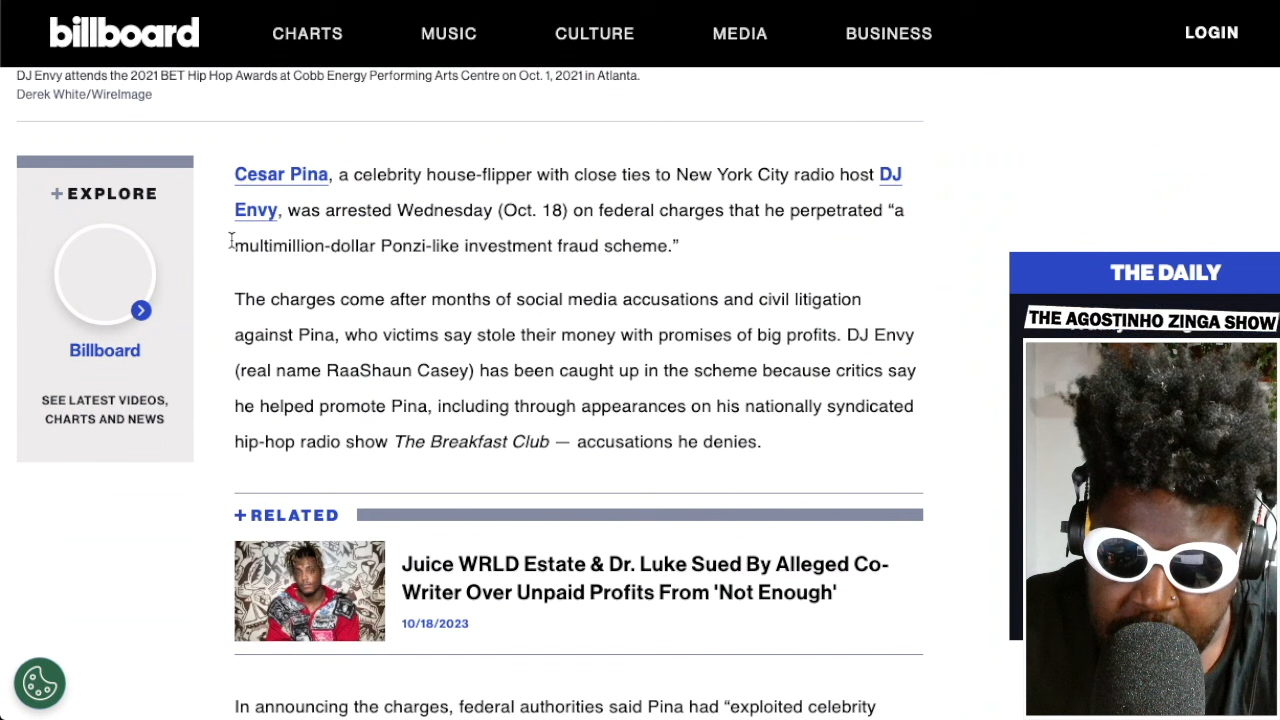 billboard
CHARTS
MUSIC
CULTURE
MEDIA
BUSINESS
LOGIN
DJ Envy attends the 2021 BET Hip Hop Awards at Cobb Energy Performing Arts Centre on Oct. 1, 2021 in Atlanta.
Derek White/WireImage
+EXPLORE
Billboard
SEE LATEST VIDEOS,
CHARTS AND NEWS
Cesar Pina, a celebrity house-flipper with close ties to New York City radio host DJ
Envy, was arrested Wednesday (Oct. 18) on federal charges that he perpetrated “a
multimillion-dollar Ponzi-like investment fraud scheme.”
The charges come after months of social media accusations and civil litigation
against Pina, who victims say stole their money with promises of big profits. DJ Envy
(real name RaaShaun Casey) has been caught up in the scheme because critics say
he helped promote Pina, including through appearances on his nationally syndicated
hip-hop radio show The Breakfast Club — accusations he denies.
+RELATED
Juice WRLD Estate & Dr. Luke Sued By Alleged Co-
Writer Over Unpaid Profits From 'Not Enough'
10/18/2023
In announcing the charges, federal authorities said Pina had “exploited celebrity
THE DAILY
THE AGOSTINHO ZINGA SHOW